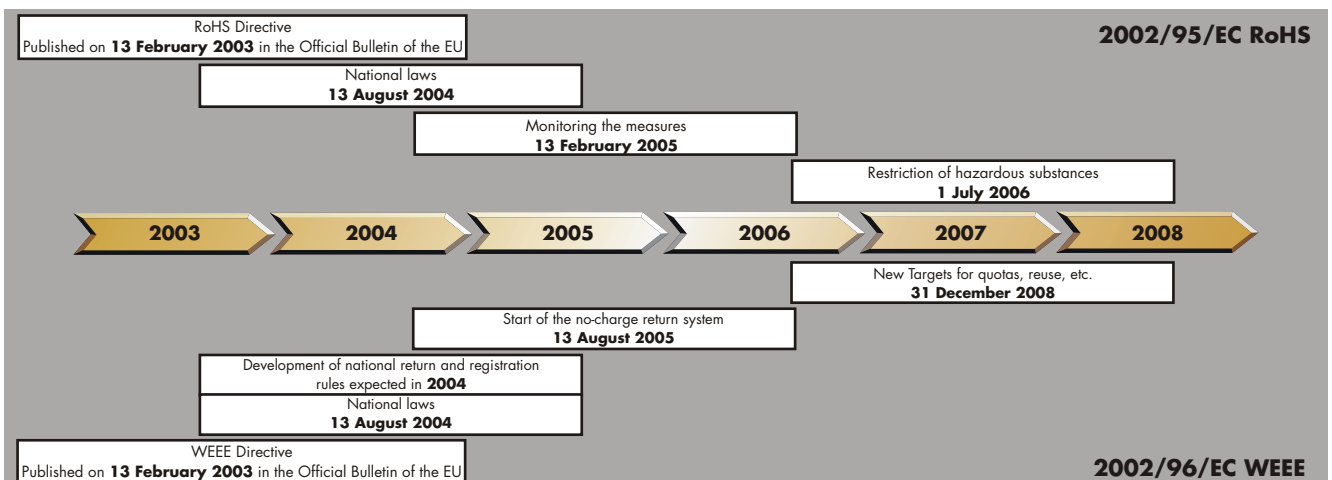 RoHS Directive
Published on 13 February 2003 in the Official Bulletin of the EU
2002/95/EC RoHS
National laws
13 August 2004
Monitoring the measures
13 February 2005
Restriction of hazardous substances
1 July 2006
2003 2004 2005 2006 2007 2008
New Targets for quotas, reuse, etc.
31 December 2008
Start of the no-charge return system
13 August 2005
Development of national return and registration
rules expected in 2004
National laws
13 August 2004
WEEE Directive
Published on 13 February 2003 in the Official Bulletin of the EU
2002/96/EC WEEE